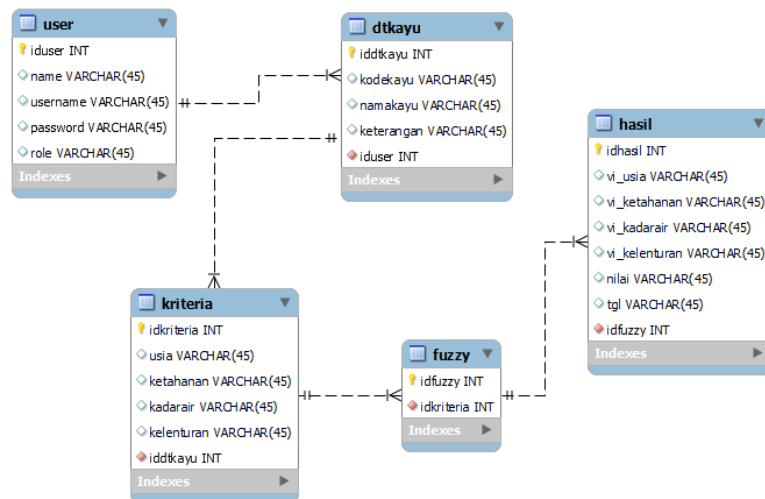 user
iduser INT
name VARCHAR(45)
username VARCHAR(45)
password VARCHAR(45)
role VARCHAR(45)
Indexes
dtkayu
iddtkayu INT
kodekayu VARCHAR(45)
namakayu VARCHAR(45)
keterangan VARCHAR(45)
iduser INT
Indexes
hasil
idhasil INT
vi_usia VARCHAR(45)
vi_ketahanan VARCHAR(45)
vi_kadarair VARCHAR(45)
vi_kelenturan VARCHAR(45)
nilai VARCHAR(45)
tgl VARCHAR(45)
idfuzzy INT
Indexes
kriteria
idkriteria INT
usia VARCHAR(45)
ketahanan VARCHAR(45)
kadarair VARCHAR(45)
kelenturan VARCHAR(45)
iddtkayu INT
Indexes
fuzzy
idfuzzy INT
idkriteria INT
Indexes